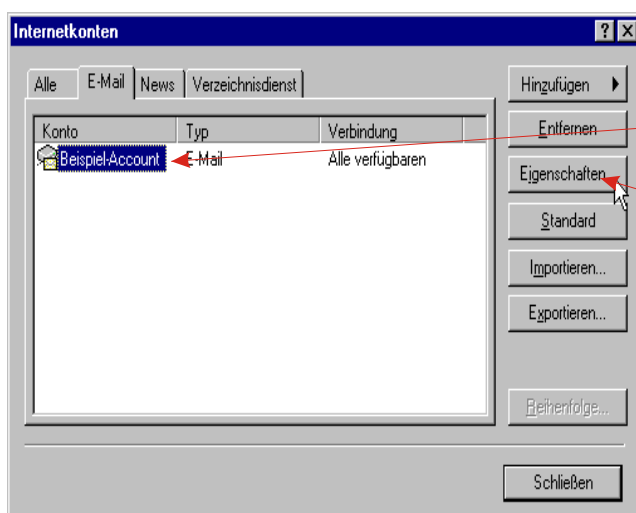 Internetkonten
Alle E-Mail News Verzeichnisdienst
Hinzufügen
Konto Typ Verbindung
Entfernen
Beispiel-Account E-Mail Alle verfügbaren
Eigenschaften
Standard
Importieren...
Exportieren...
Reihenfolge...
Schließen